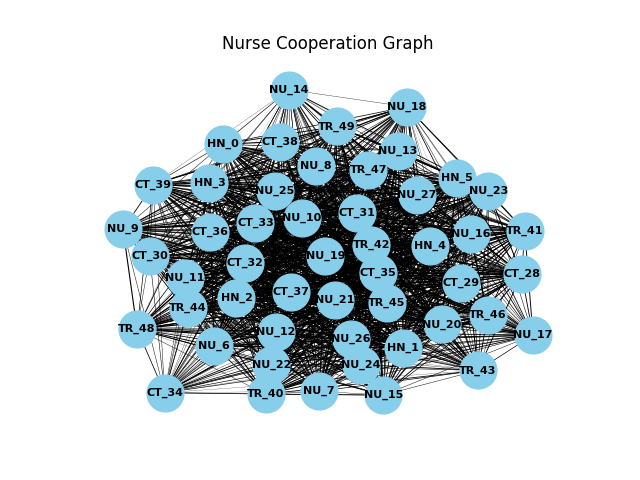 Nurse Cooperation Graph
NU_14
NU_18
TR_49
CT_38
HN_0
NU_13
NU_8
TR_47
HN_5
HN_3
CT_39
NU_25
NU_23
NU_27
CT_31
NU_10
CT_33
NU_9
CT_36
TR_41
NU_16
TR_42
HN_4
CT_30
NU_19
CT_32
CT_35
CT_28
NU_11
CT_29
CT_37
HN_2
NU_21
TR_45
TR_44
TR_46
NU_20
TR_48
NU_12
NU_17
NU_26
NU_6
HN_1
NU_22
NU_24
TR_43
NU_7
CT_34
TR_40
NU_15